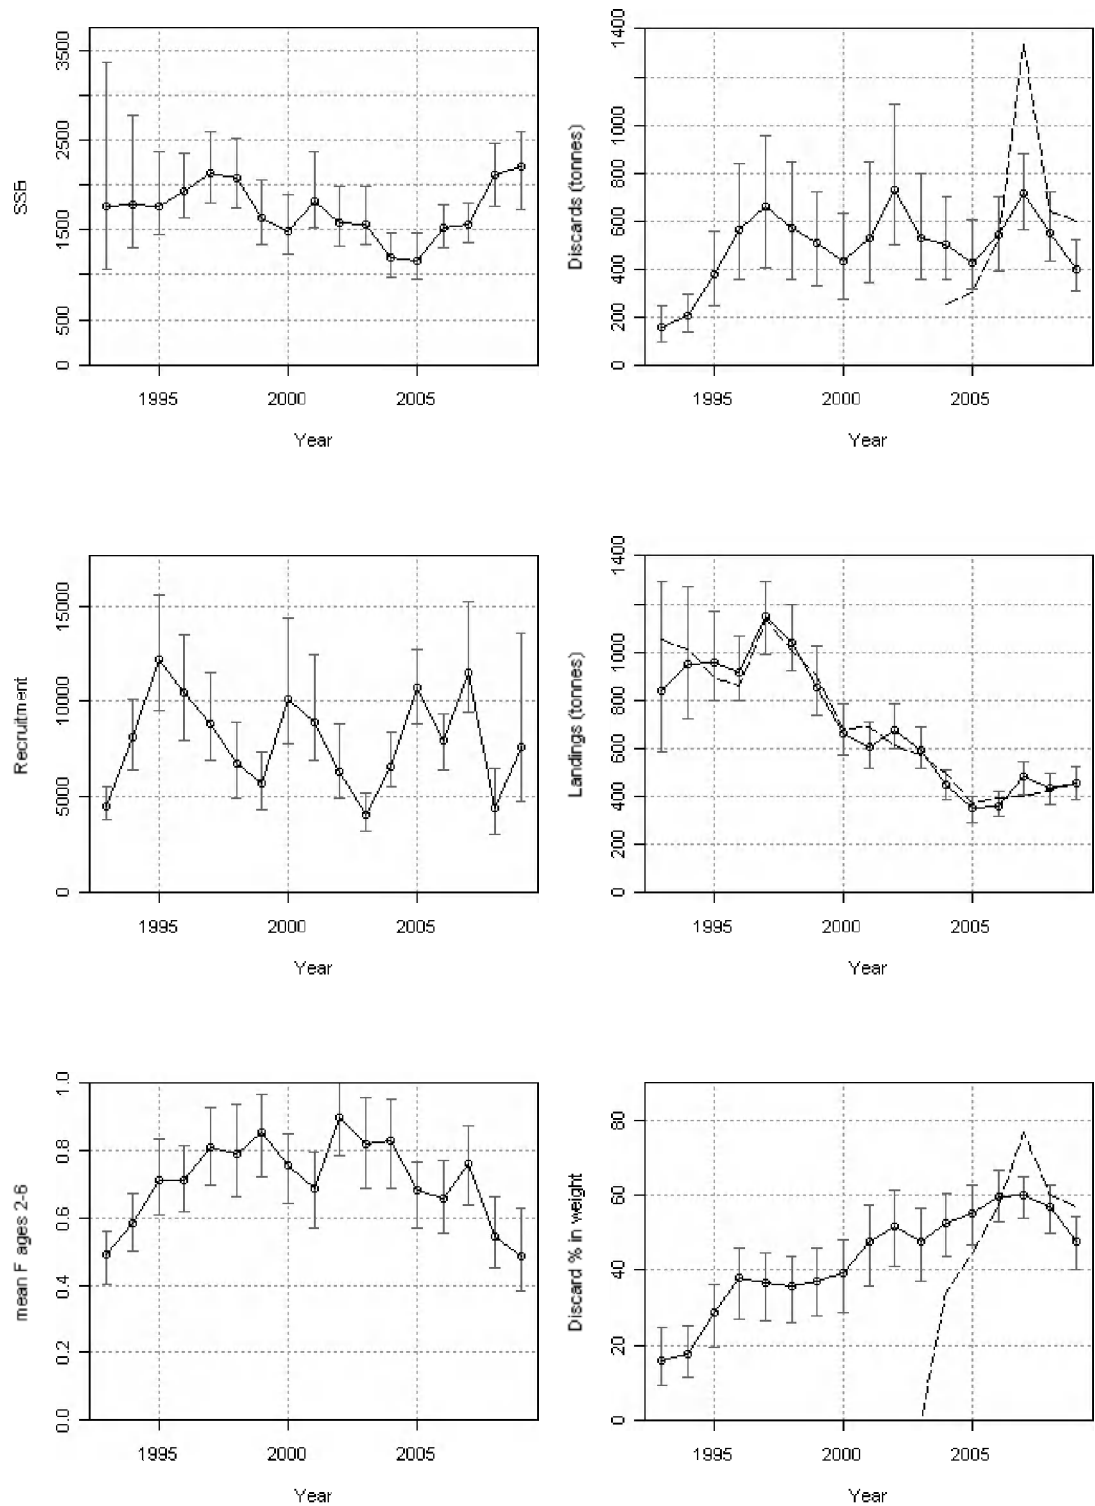 SSB
3500
2500
1500
500
0
1995 2000 2005
Year
Discards (tonnes)
1400
1000
800
600
400
200
0
1995 2000 2005
Year
Recruitment
15000
10000
5000
0
1995 2000 2005
Year
Landings (tonnes)
1400
1000
800
600
400
200
0
1995 2000 2005
Year
mean F ages 2-6
1.0
0.8
0.6
0.4
0.2
0.0
1995 2000 2005
Year
Discard % in weight
80
60
40
20
0
1995 2000 2005
Year